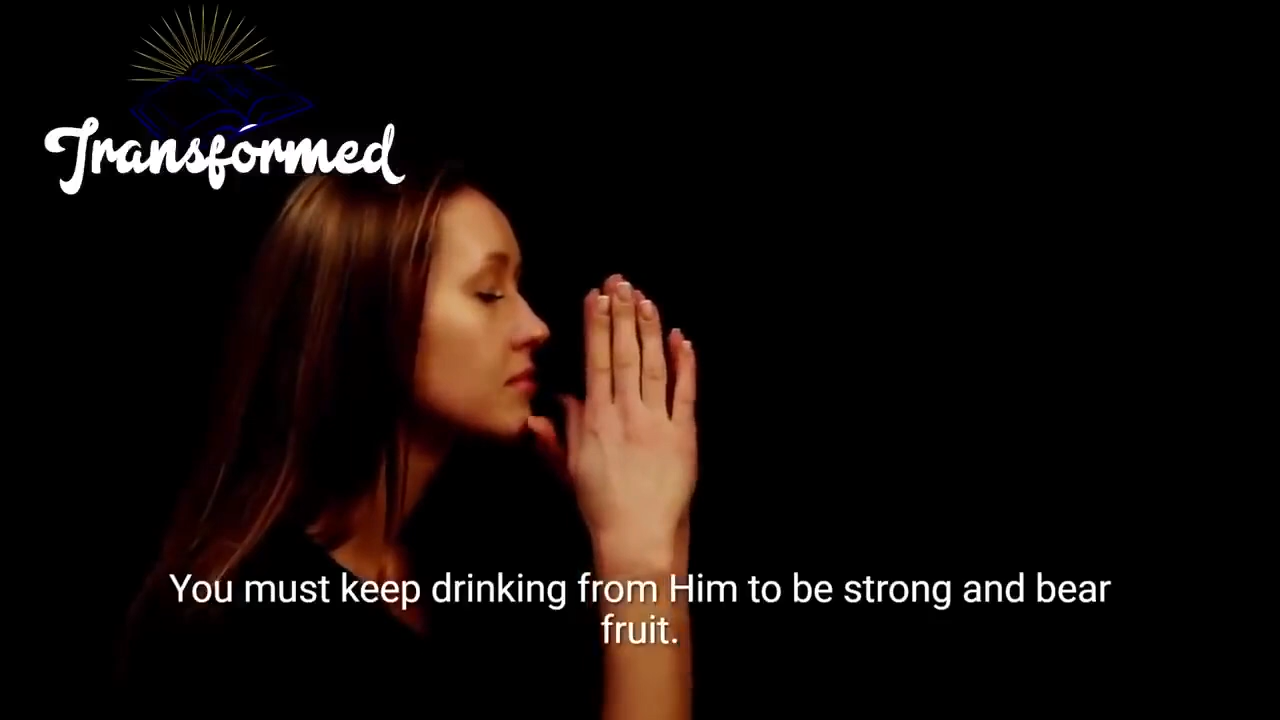 Transformed
You must keep drinking from Him to be strong and bear
fruit.